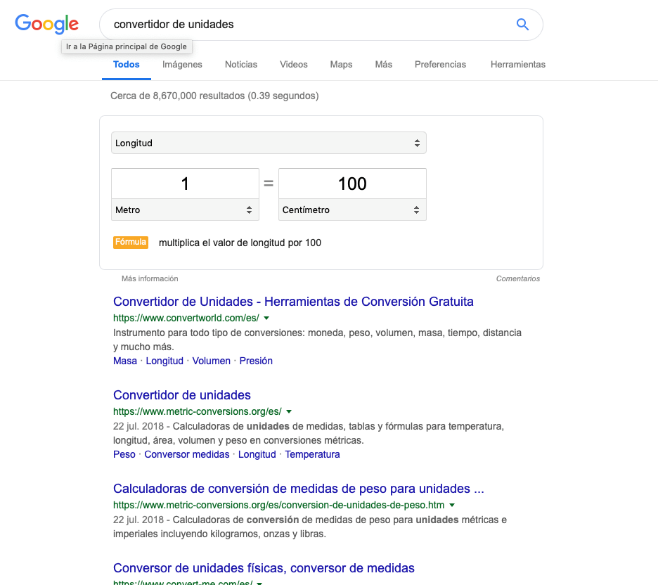 Google
convertidor de unidades
Ir a la Página principal de Google
Todos Imágenes Noticias Videos Maps Más Preferencias Herramientas
Cerca de 8,670,000 resultados (0.39 segundos)
Longitud
1 = 100
Metro Centímetro
Fórmula multiplica el valor de longitud por 100
Más información Comentarios
Convertidor de Unidades - Herramientas de Conversión Gratuita
https://www.convertworld.com/es/
Instrumento para todo tipo de conversiones: moneda, peso, volumen, masa, tiempo, distancia
y mucho más.
Masa · Longitud · Volumen · Presión
Convertidor de unidades
https://www.metric-conversions.org/es/
22 jul. 2018 - Calculadoras de unidades de medidas, tablas y fórmulas para temperatura,
longitud, área, volumen y peso en conversiones métricas.
Peso · Conversor medidas · Longitud · Temperatura
Calculadoras de conversión de medidas de peso para unidades ...
https://www.metric-conversions.org/es/conversion-de-unidades-de-peso.htm
22 jul. 2018 - Calculadoras de conversión de medidas de peso para unidades métricas e
imperiales incluyendo kilogramos, onzas y libras.
Conversor de unidades físicas, conversor de medidas
https://www.convert-me.com/es/